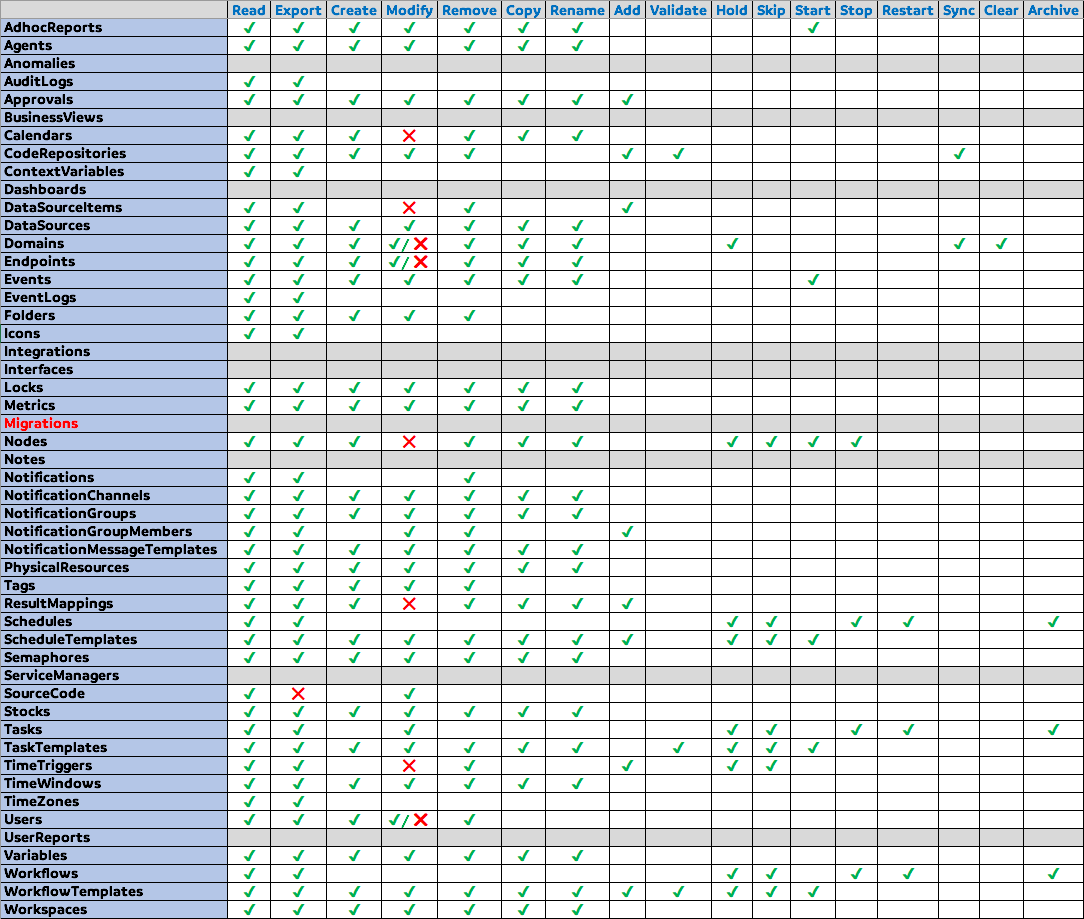 Read Export Create Modify Remove Copy Rename Add Validate Hold Skip Start Stop Restart Sync Clear Archive
AdhocReports ✓ ✓ ✓ ✓ ✓ ✓ ✓ ✓
Agents ✓ ✓ ✓ ✓ ✓ ✓ ✓
Anomalies
AuditLogs ✓ ✓
Approvals ✓ ✓ ✓ ✓ ✓ ✓ ✓ ✓
BusinessViews
Calendars ✓ ✓ ✓ ✗ ✓ ✓ ✓
CodeRepositories ✓ ✓ ✓ ✓ ✓ ✓ ✓ ✓
ContextVariables ✓ ✓
Dashboards
DataSourceItems ✓ ✓ ✗ ✓ ✓
DataSources ✓ ✓ ✓ ✓ ✓ ✓ ✓
Domains ✓ ✓ ✓ ✓/✗ ✓ ✓ ✓ ✓ ✓ ✓
Endpoints ✓ ✓ ✓ ✓/✗ ✓ ✓ ✓
Events ✓ ✓ ✓ ✓ ✓ ✓ ✓ ✓
EventLogs ✓ ✓
Folders ✓ ✓ ✓ ✓ ✓
Icons ✓ ✓
Integrations
Interfaces
Locks ✓ ✓ ✓ ✓ ✓ ✓ ✓
Metrics ✓ ✓ ✓ ✓ ✓ ✓ ✓
Migrations
Nodes ✓ ✓ ✓ ✗ ✓ ✓ ✓ ✓ ✓ ✓ ✓
Notes
Notifications ✓ ✓ ✓
NotificationChannels ✓ ✓ ✓ ✓ ✓ ✓ ✓
NotificationGroups ✓ ✓ ✓ ✓ ✓ ✓ ✓
NotificationGroupMembers ✓ ✓ ✓ ✓ ✓
NotificationMessageTemplates ✓ ✓ ✓ ✓ ✓ ✓ ✓
PhysicalResources ✓ ✓ ✓ ✓ ✓ ✓ ✓
Tags ✓ ✓ ✓ ✓ ✓
ResultMappings ✓ ✓ ✓ ✗ ✓ ✓ ✓ ✓
Schedules ✓ ✓ ✓ ✓ ✓ ✓ ✓
ScheduleTemplates ✓ ✓ ✓ ✓ ✓ ✓ ✓ ✓ ✓ ✓ ✓
Semaphores ✓ ✓ ✓ ✓ ✓ ✓ ✓
ServiceManagers
SourceCode ✓ ✗ ✓
Stocks ✓ ✓ ✓ ✓ ✓ ✓ ✓
Tasks ✓ ✓ ✓ ✓ ✓ ✓ ✓ ✓
TaskTemplates ✓ ✓ ✓ ✓ ✓ ✓ ✓ ✓ ✓ ✓ ✓
TimeTriggers ✓ ✓ ✗ ✓ ✓ ✓ ✓
TimeWindows ✓ ✓ ✓ ✓ ✓ ✓ ✓
TimeZones ✓ ✓
Users ✓ ✓ ✓ ✓/✗ ✓
UserReports
Variables ✓ ✓ ✓ ✓ ✓ ✓ ✓
Workflows ✓ ✓ ✓ ✓ ✓ ✓ ✓
WorkflowTemplates ✓ ✓ ✓ ✓ ✓ ✓ ✓ ✓ ✓ ✓ ✓ ✓
Workspaces ✓ ✓ ✓ ✓ ✓ ✓ ✓